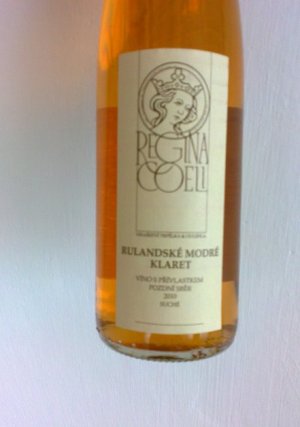 REGINA
COELI
RULANDSKÉ MODRÉ
KLARET
VÍNO S PŘÍVLASTKEM
POZDNÍ SBĚR
2010
SUCHÉ